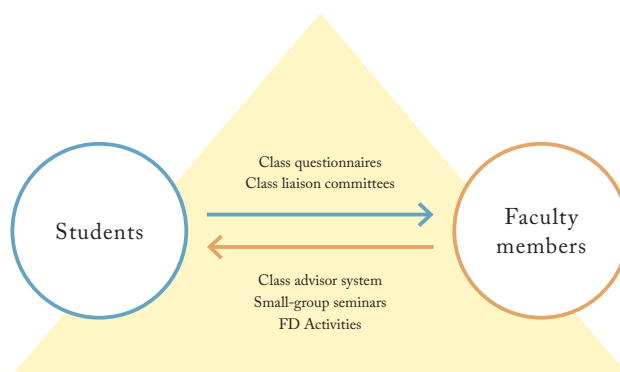 Class questionnaires
Class liaison committees
Students
Faculty
members
Class advisor system
Small-group seminars
FD Activities